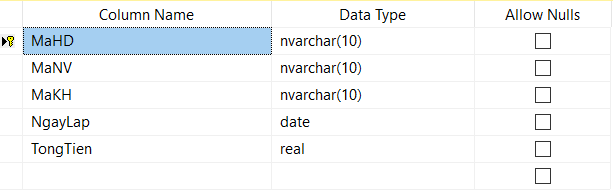 Column Name Data Type Allow Nulls
MaHD nvarchar(10)
MaNV nvarchar(10)
MaKH nvarchar(10)
NgayLap date
TongTien real